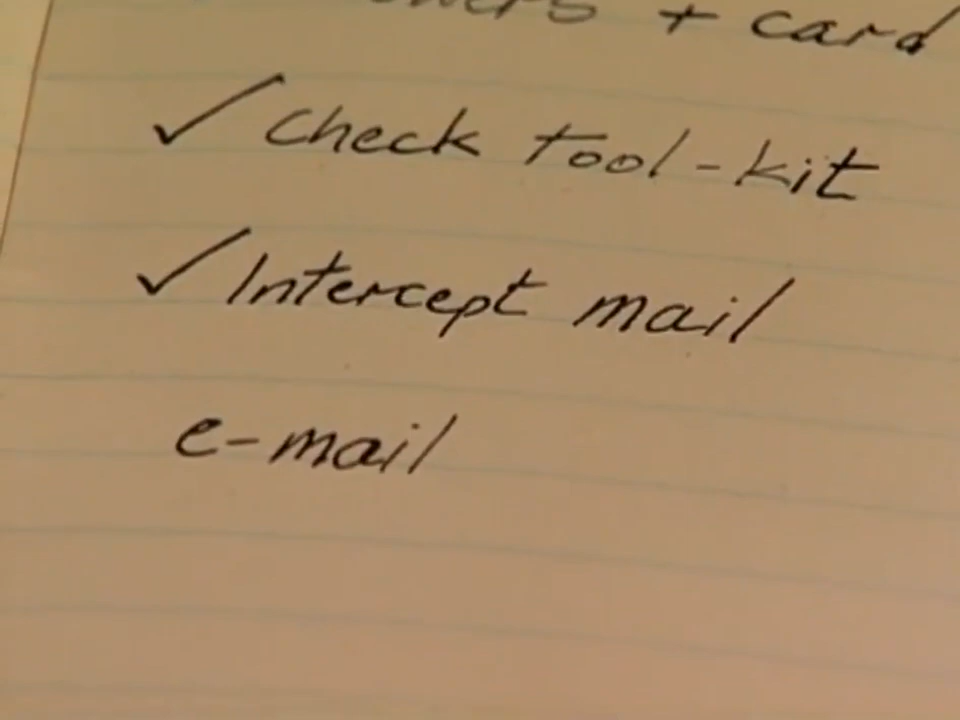 + card
✓ Check tool-kit
✓ Intercept mail
e-mail